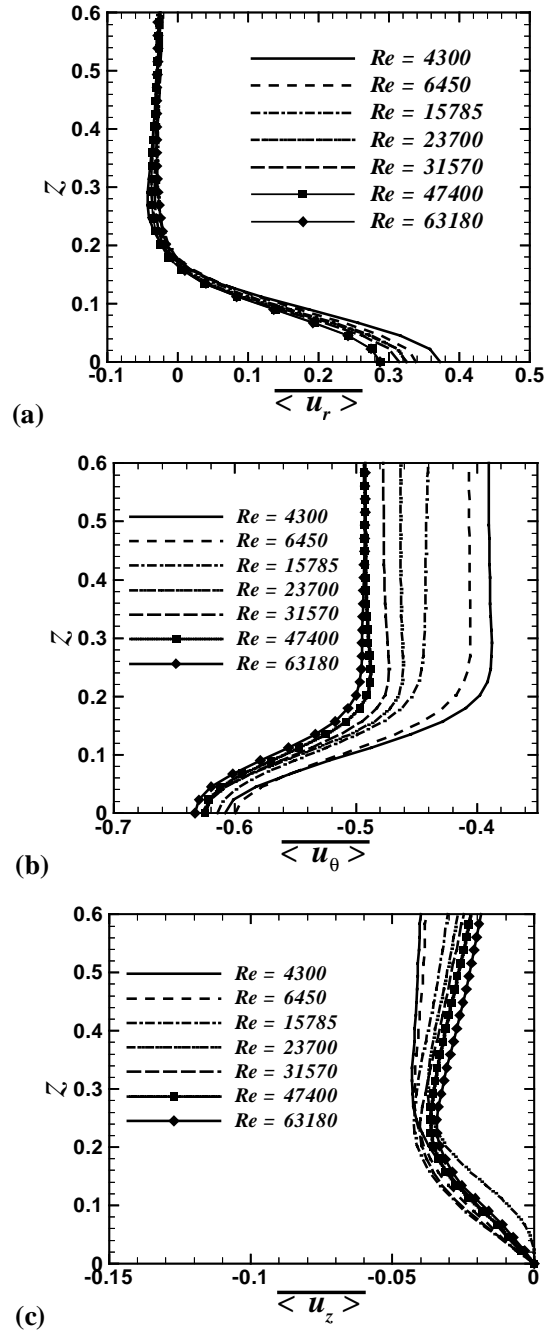 0.6
0.5
0.4
0.3
0.2
0.1
0
Z
Re = 4300
Re = 6450
Re = 15785
Re = 23700
Re = 31570
Re = 47400
Re = 63180
-0.1 0 0.1 0.2 0.3 0.4 0.5
< u_r >
(a)
0.6
0.5
0.4
0.3
0.2
0.1
0
Z
Re = 4300
Re = 6450
Re = 15785
Re = 23700
Re = 31570
Re = 47400
Re = 63180
-0.7 -0.6 -0.5 -0.4
< u_θ >
(b)
0.6
0.5
0.4
0.3
0.2
0.1
0
Z
Re = 4300
Re = 6450
Re = 15785
Re = 23700
Re = 31570
Re = 47400
Re = 63180
-0.15 -0.1 -0.05 0
< u_z >
(c)